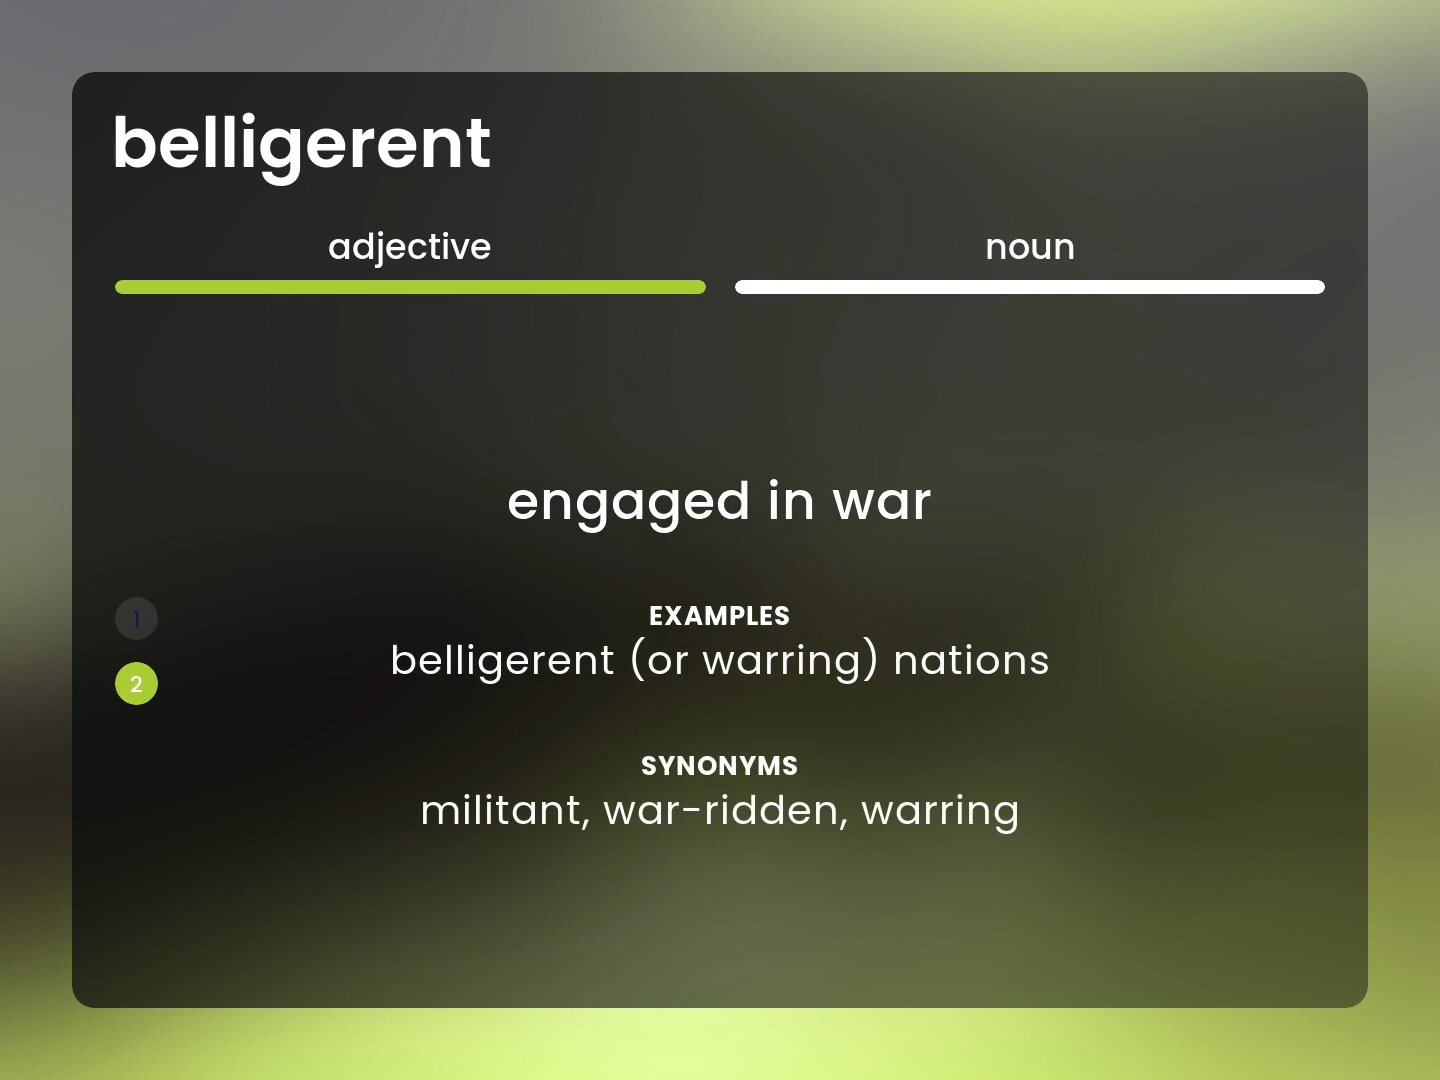 belligerent
adjective
noun
engaged in war
1
EXAMPLES
belligerent (or warring) nations
2
SYNONYMS
militant, war-ridden, warring